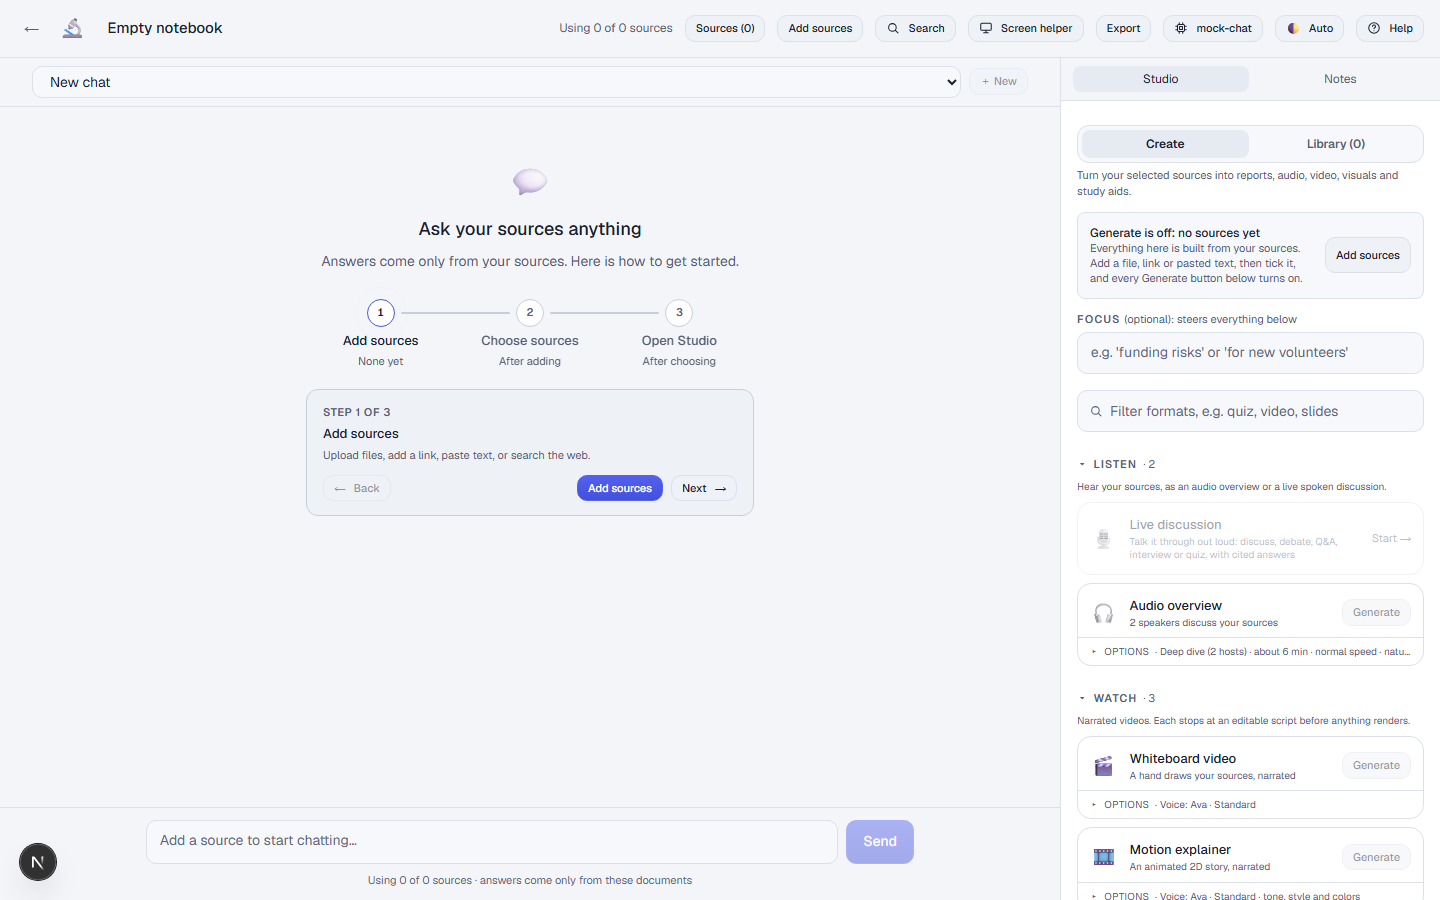 ← Empty notebook
Using 0 of 0 sources
Sources (0)
Add sources
Search
Screen helper
Export
mock-chat
Auto
Help
New chat
+ New
Ask your sources anything
Answers come only from your sources. Here is how to get started.
1 2 3
Add sources Choose sources Open Studio
None yet After adding After choosing
STEP 1 OF 3
Add sources
Upload files, add a link, paste text, or search the web.
← Back
Add sources
Next →
Add a source to start chatting...
Send
Using 0 of 0 sources · answers come only from these documents
N
Studio
Notes
Create
Library (0)
Turn your selected sources into reports, audio, video, visuals and
study aids.
Generate is off: no sources yet
Everything here is built from your sources.
Add a file, link or pasted text, then tick it,
and every Generate button below turns on.
Add sources
FOCUS (optional): steers everything below
e.g. 'funding risks' or 'for new volunteers'
Filter formats, e.g. quiz, video, slides
LISTEN · 2
Hear your sources, as an audio overview or a live spoken discussion.
Live discussion
Talk it through out loud: discuss, debate, Q&A,
interview or quiz, with cited answers
Start →
Audio overview
2 speakers discuss your sources
Generate
OPTIONS · Deep dive (2 hosts) · about 6 min · normal speed · natu...
WATCH · 3
Narrated videos. Each stops at an editable script before anything renders.
Whiteboard video
A hand draws your sources, narrated
Generate
OPTIONS · Voice: Ava · Standard
Motion explainer
An animated 2D story, narrated
Generate
OPTIONS · Voice: Ava · Standard · tone, style and colors